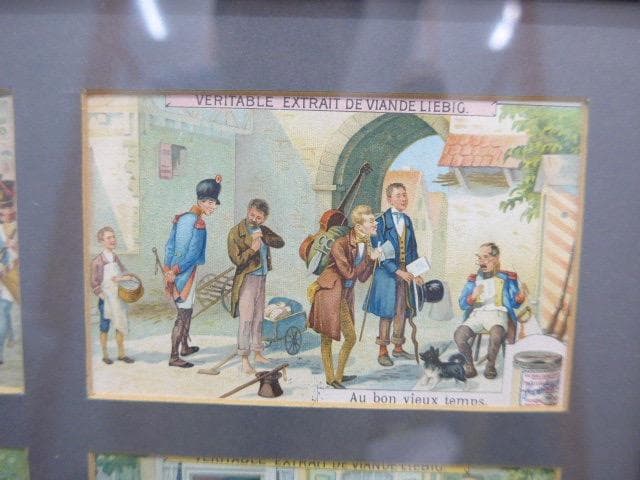 VERITABLE EXTRAIT DE VIANDE LIEBIG.
Au bon vieux temps.
VERITABLE EXTRAIT DE VIANDE LIEBIG